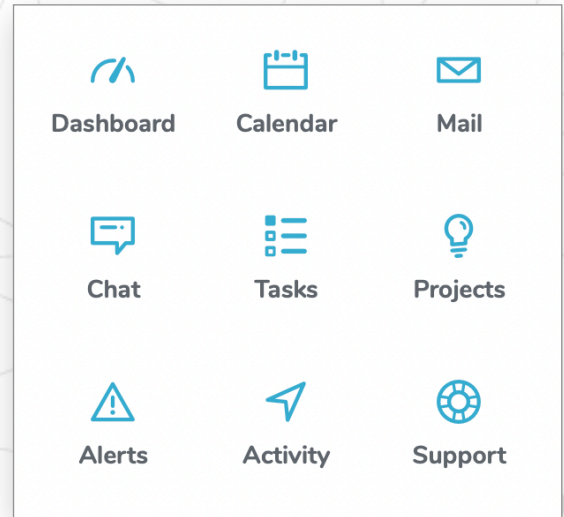 Dashboard Calendar Mail
Chat Tasks Projects
Alerts Activity Support